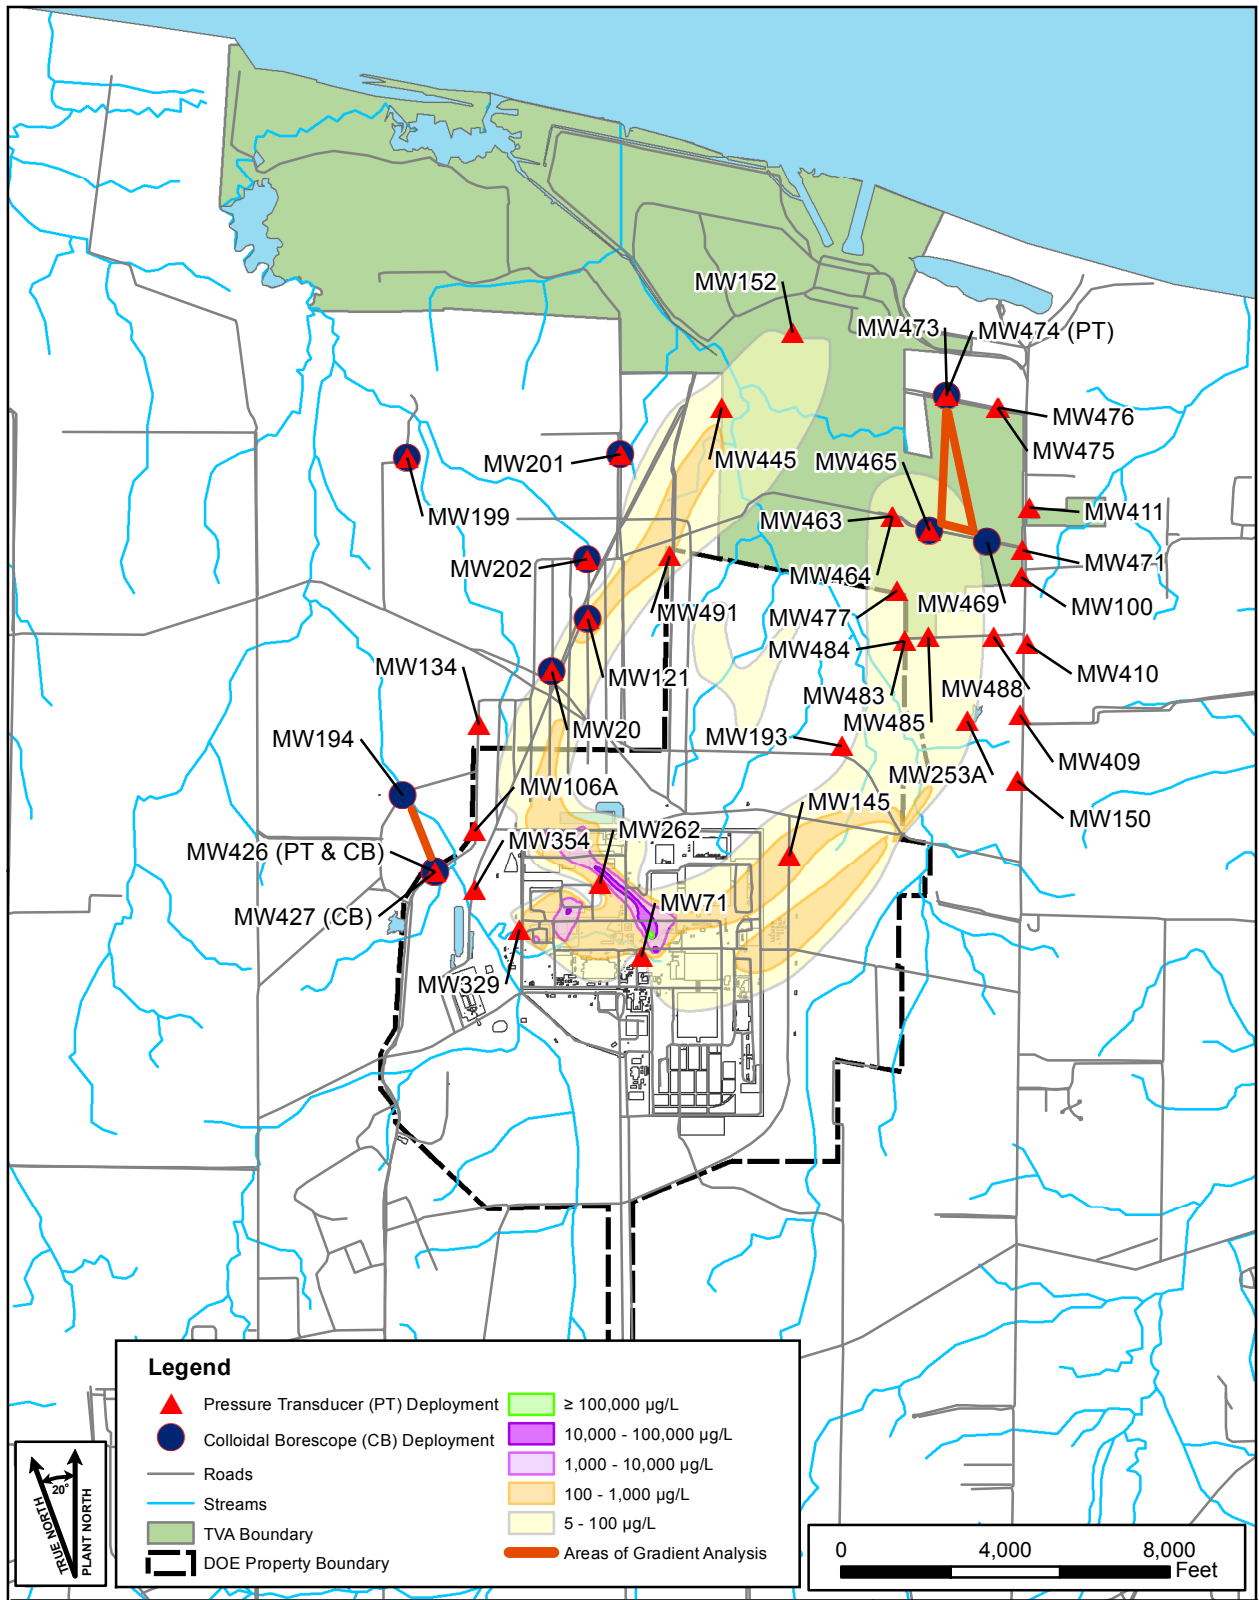 MW152
MW473
MW474 (PT)
MW476
MW475
MW445
MW465
MW201
MW199
MW463
MW411
MW202
MW464
MW471
MW477
MW469
MW100
MW491
MW484
MW134
MW121
MW483
MW488
MW410
MW485
MW20
MW194
MW193
MW253A
MW409
MW106A
MW145
MW150
MW354
MW262
MW426 (PT & CB)
MW427 (CB)
MW71
MW329
Legend
Pressure Transducer (PT) Deployment
Colloidal Borescope (CB) Deployment
Roads
Streams
TVA Boundary
DOE Property Boundary
≥ 100,000 µg/L
10,000 - 100,000 µg/L
1,000 - 10,000 µg/L
100 - 1,000 µg/L
5 - 100 µg/L
Areas of Gradient Analysis
20°
TRUE NORTH
PLANT NORTH
0 4,000 8,000
Feet